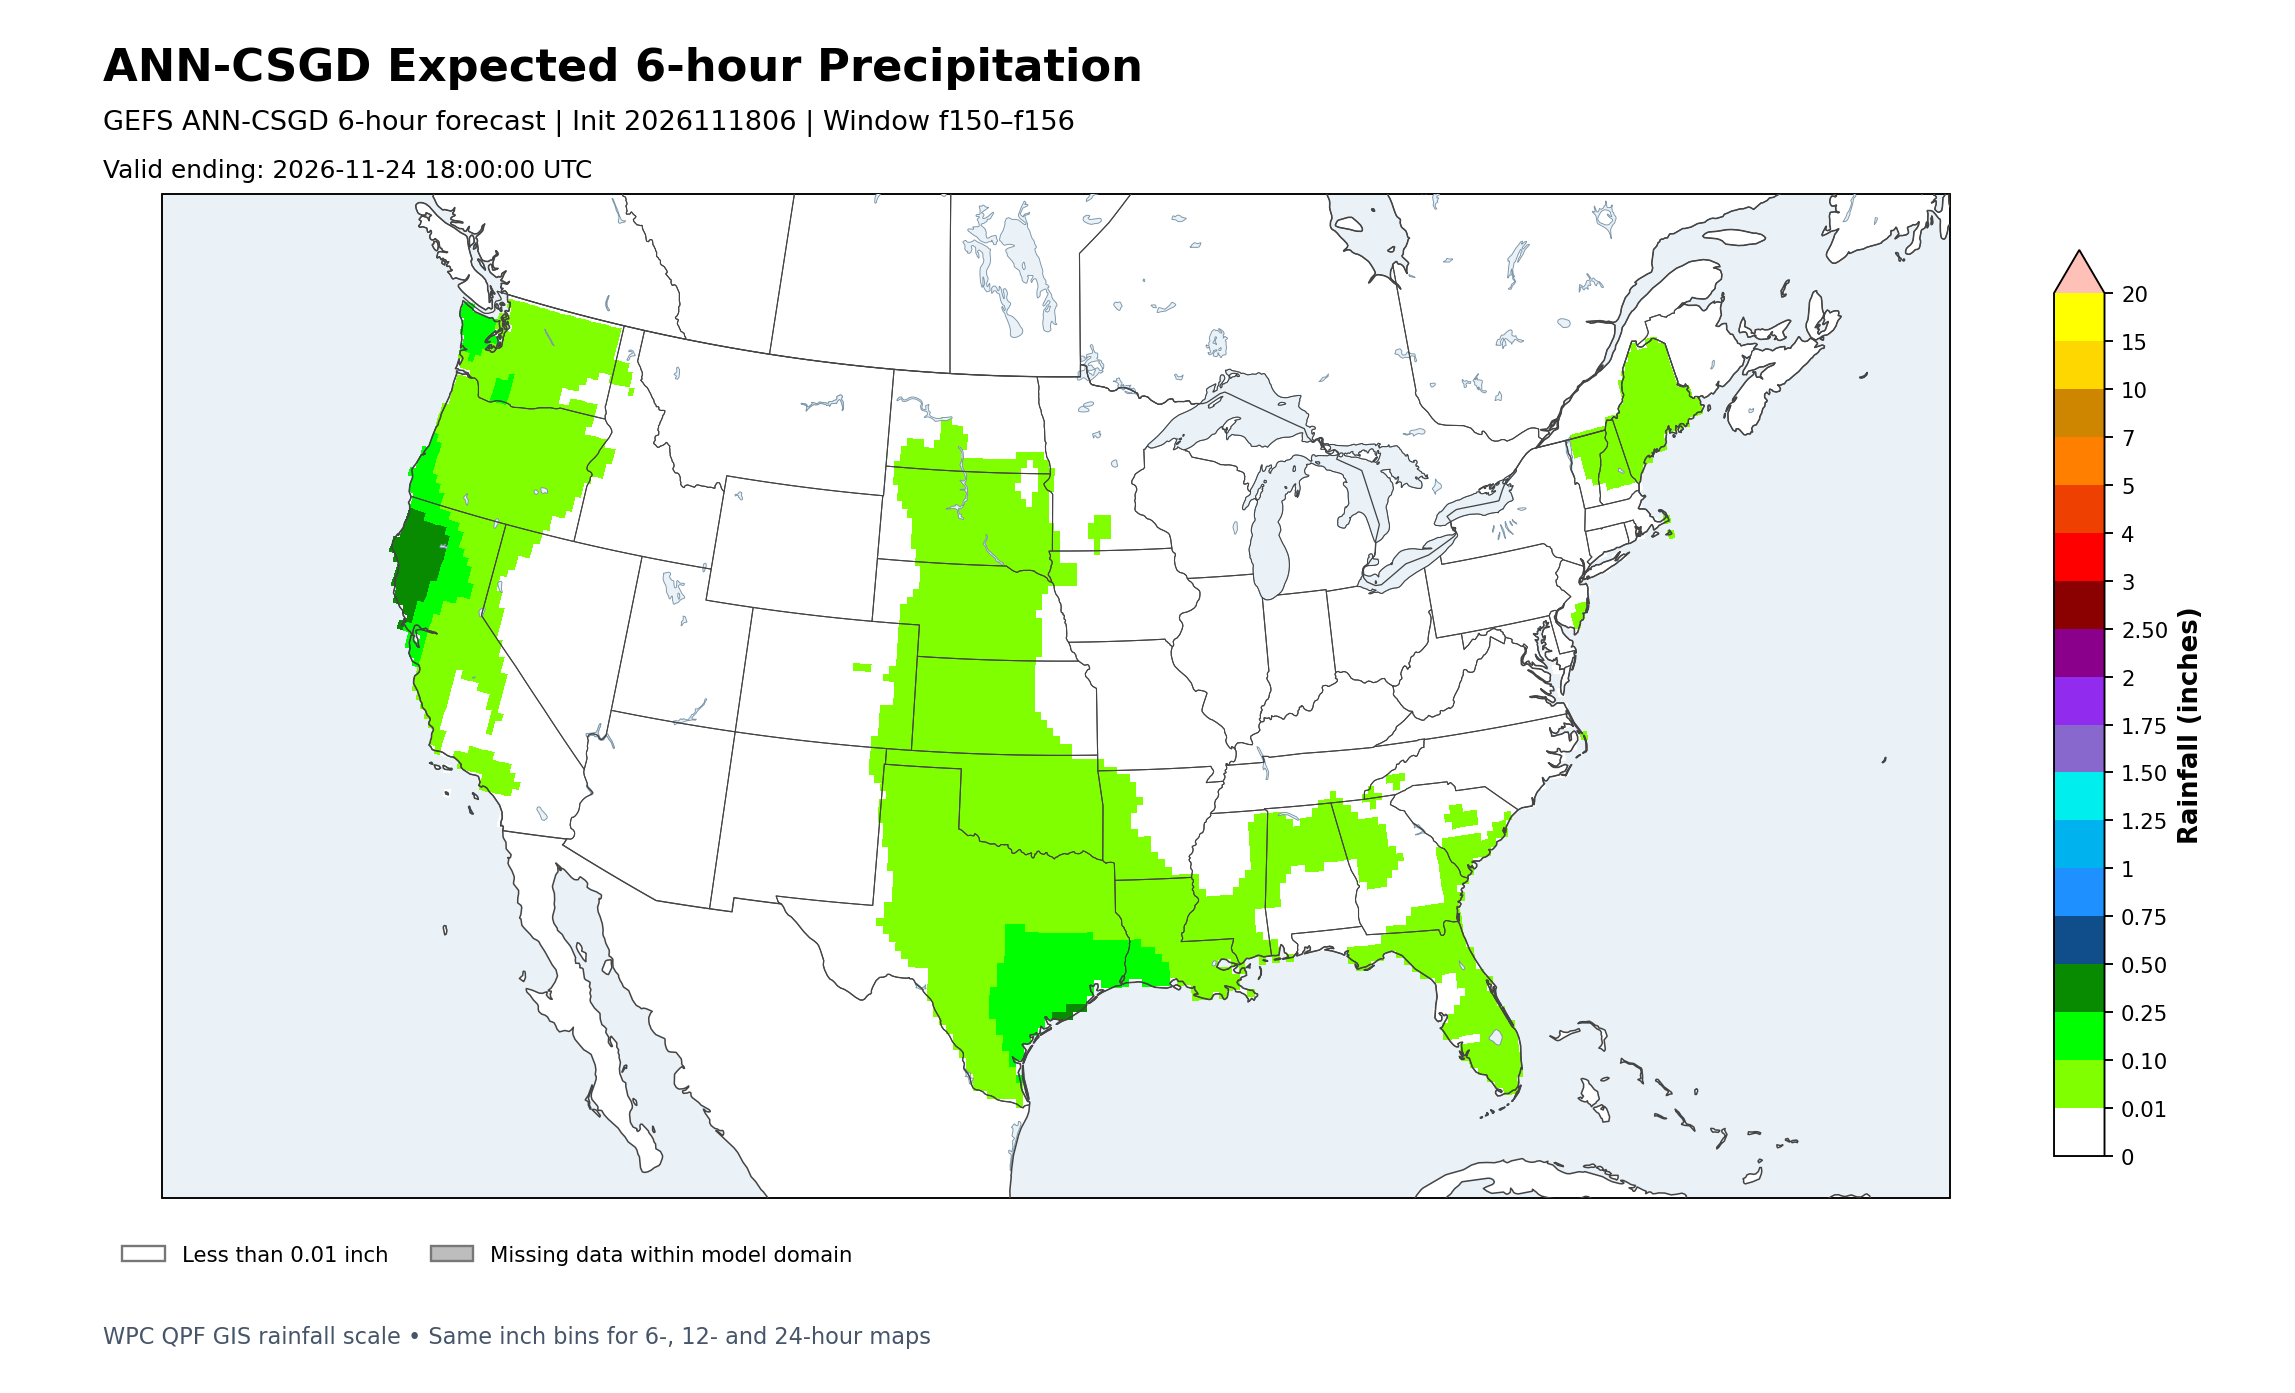 ANN-CSGD Expected 6-hour Precipitation
GEFS ANN-CSGD 6-hour forecast | Init 2026111806 | Window f150–f156
Valid ending: 2026-11-24 18:00:00 UTC
20
15
10
7
5
4
3
2.50
2
1.75
1.50
1.25
1
0.75
0.50
0.25
0.10
0.01
0
Rainfall (inches)
Less than 0.01 inch
Missing data within model domain
WPC QPF GIS rainfall scale • Same inch bins for 6-, 12- and 24-hour maps